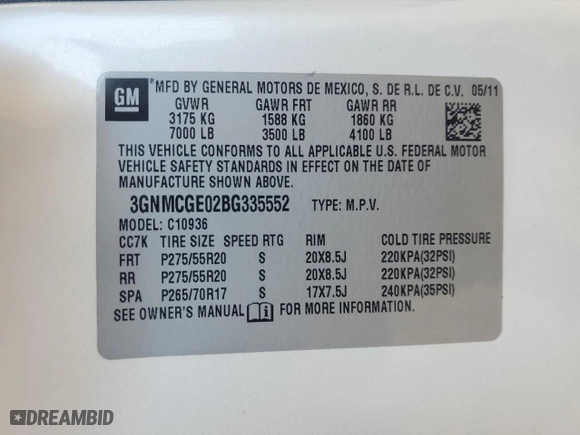 GM
*MFD BY GENERAL MOTORS DE MEXICO, S. DE R.L. DE C.V. 05/11
GVWR GAWR FRT GAWR RR
3175 KG 1588 KG 1860 KG
7000 LB 3500 LB 4100 LB
THIS VEHICLE CONFORMS TO ALL APPLICABLE U.S. FEDERAL MOTOR
VEHICLE SAFETY STANDARDS IN EFFECT ON THE DATE OF
MANUFACTURE SHOWN ABOVE.
3GNMCGE02BG335552 TYPE: M.P.V.
MODEL: C10936
CC7K TIRE SIZE SPEED RTG RIM COLD TIRE PRESSURE
FRT P275/55R20 S 20X8.5J 220KPA(32PSI)
RR P275/55R20 S 20X8.5J 220KPA(32PSI)
SPA P265/70R17 S 17X7.5J 240KPA(35PSI)
SEE OWNER'S MANUAL FOR MORE INFORMATION.
DREAMBID